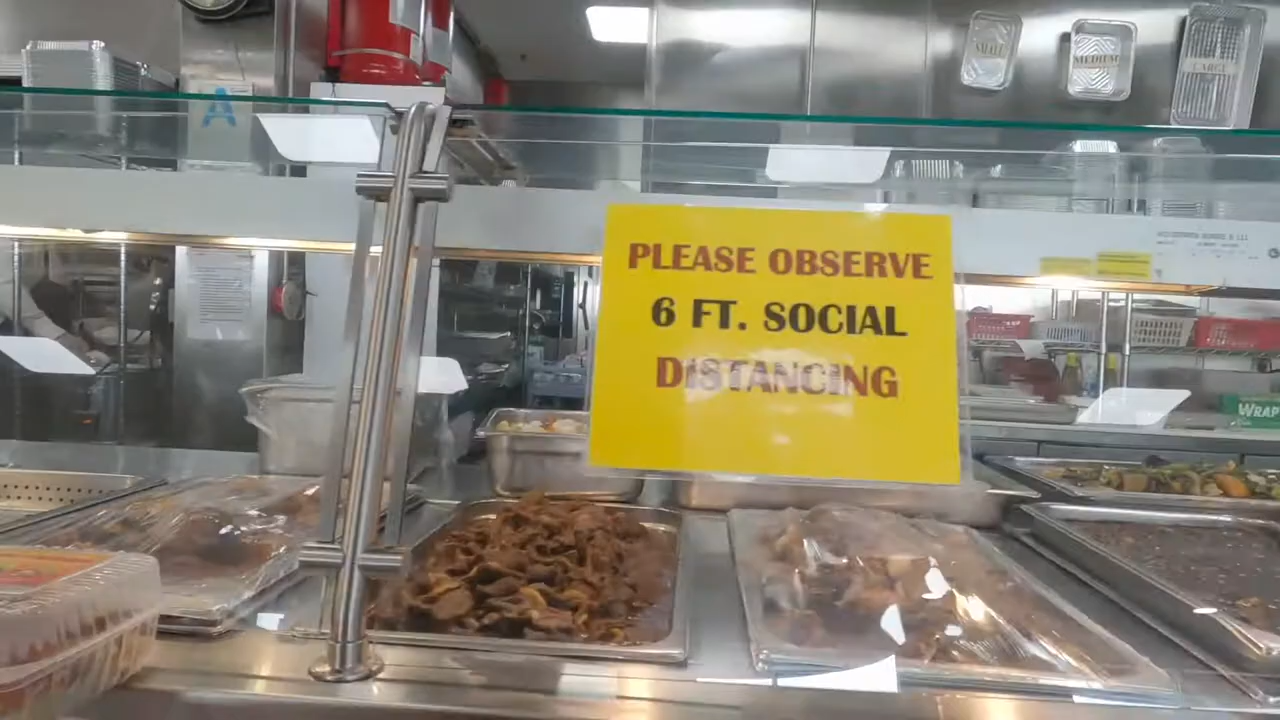 SMALL
MEDIUM
LARGE
A
PLEASE OBSERVE
6 FT. SOCIAL
DISTANCING
WRAP